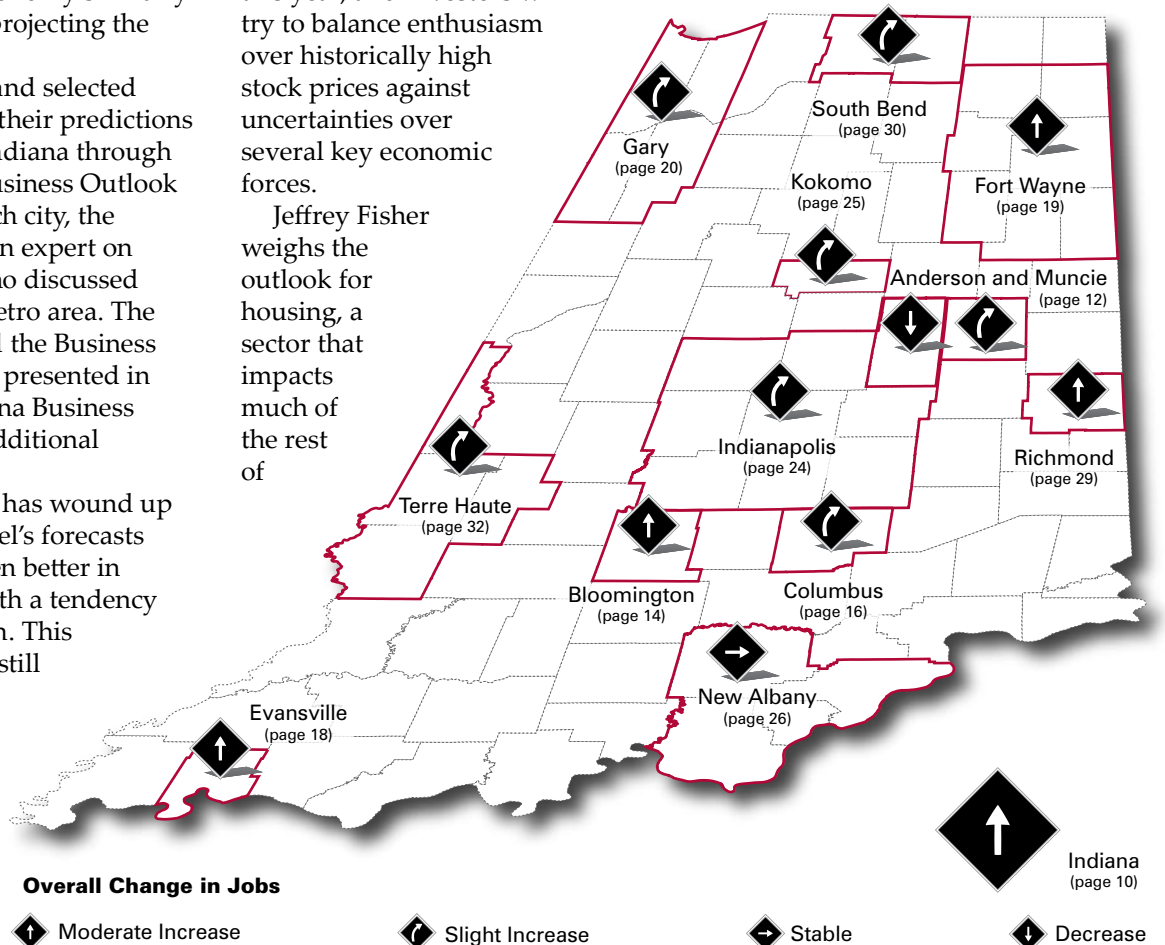 projecting the
and selected
their predictions
ndiana through
usiness Outlook
ch city, the
n expert on
ho discussed
etro area. The
the Business
presented in
na Business
dditional
has wound up
el's forecasts
en better in
th a tendency
n. This
still
try to balance enthusiasm
over historically high
stock prices against
uncertainties over
several key economic
forces.
Jeffrey Fisher
weighs the
outlook for
housing, a
sector that
impacts
much of
the rest
of
South Bend
(page 30)
Gary
(page 20)
Kokomo
(page 25)
Fort Wayne
(page 19)
Anderson and Muncie
(page 12)
Indianapolis
(page 24)
Richmond
(page 29)
Terre Haute
(page 32)
Bloomington
(page 14)
Columbus
(page 16)
New Albany
(page 26)
Evansville
(page 18)
Indiana
(page 10)
Overall Change in Jobs
Moderate Increase
Slight Increase
Stable
Decrease